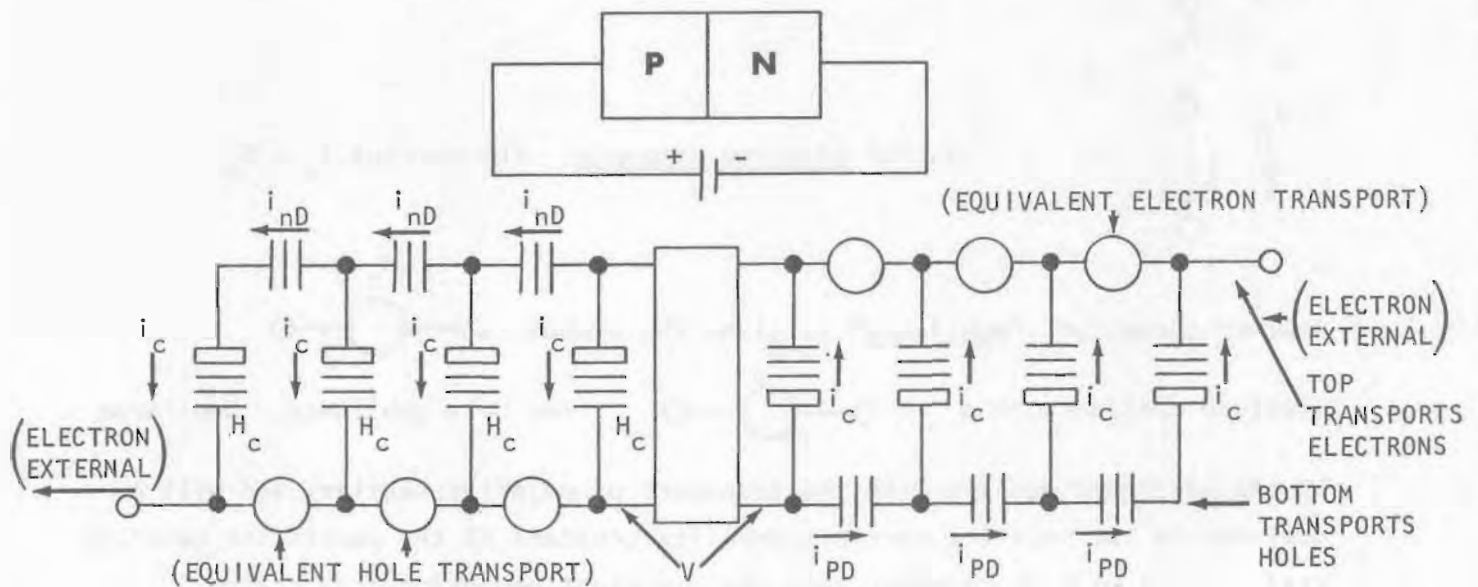 P N
+ -
i nD i nD i nD
(EQUIVALENT ELECTRON TRANSPORT)
(ELECTRON EXTERNAL)
TOP TRANSPORTS ELECTRONS
i c i c i c i c
i c i c i c i c
H c H c H c H c
(ELECTRON EXTERNAL)
(EQUIVALENT HOLE TRANSPORT)
V
i PD i PD i PD
BOTTOM TRANSPORTS HOLES